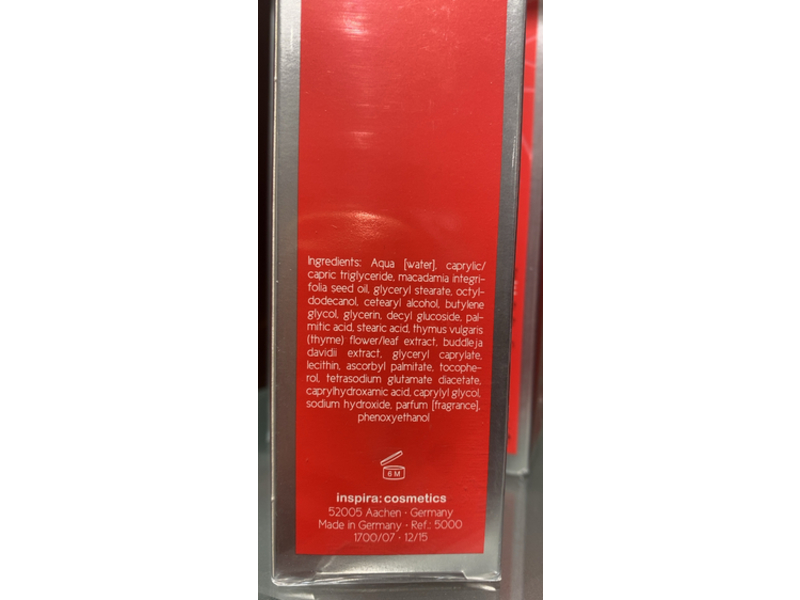 Ingredients: Aqua [water], caprylic/
capric triglyceride, macadamia integri-
folia seed oil, glyceryl stearate, octyl-
dodecanol, cetearyl alcohol, butylene
glycol, glycerin, decyl glucoside, pal-
mitic acid, stearic acid, thymus vulgaris
(thyme) flower/leaf extract, buddleja
davidii extract, glyceryl caprylate,
lecithin, ascorbyl palmitate, tocophe-
rol, tetrasodium glutamate diacetate,
caprylhydroxamic acid, caprylyl glycol,
sodium hydroxide, parfum [fragrance],
phenoxyethanol
6 M
inspira: cosmetics
52005 Aachen · Germany
Made in Germany · Ref.: 5000
1700/07 · 12/15